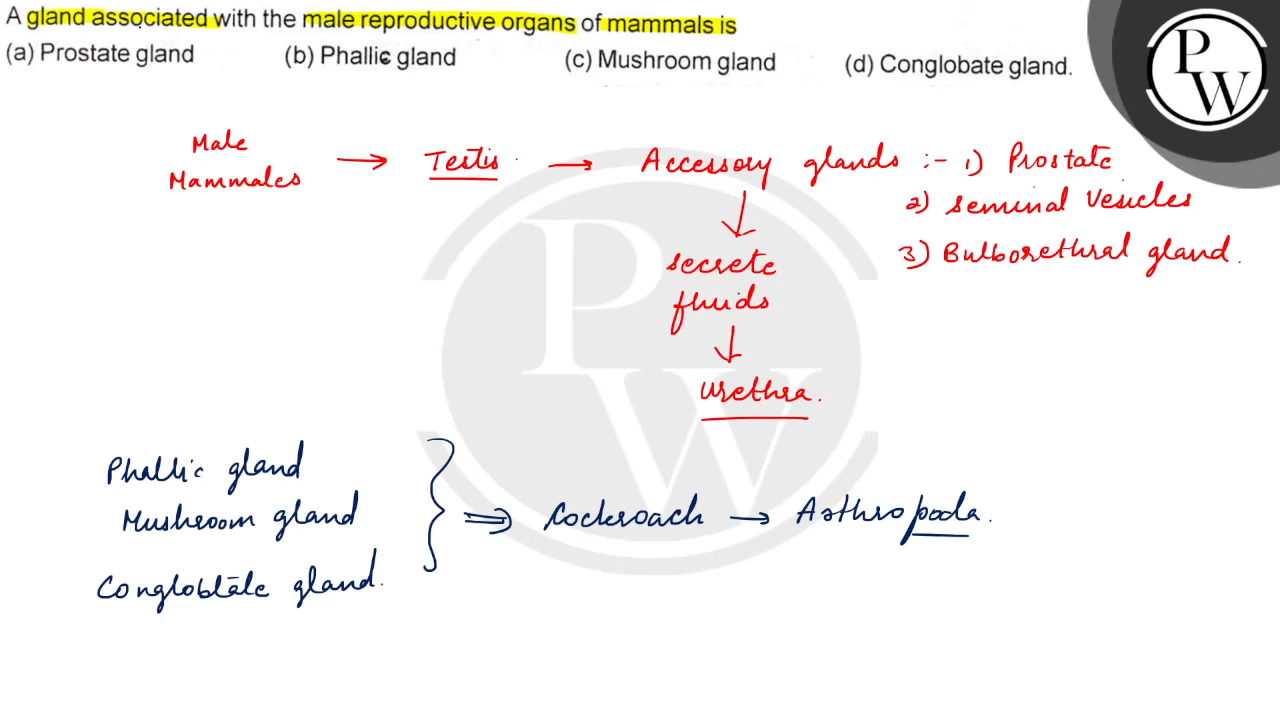 A gland associated with the male reproductive organs of mammals is
(a) Prostate gland (b) Phallic gland (c) Mushroom gland (d) Conglobate gland.
PW
Male Mammales → Testis → Accessory glands :- 1) Prostate
2) Seminal Vesicles
3) Bulborethral gland.
secrete
fluids
urethra.
Phallic gland
Mushroom gland
Congloblāte gland.
⇒ Cockroach → Arthropoda.
PW